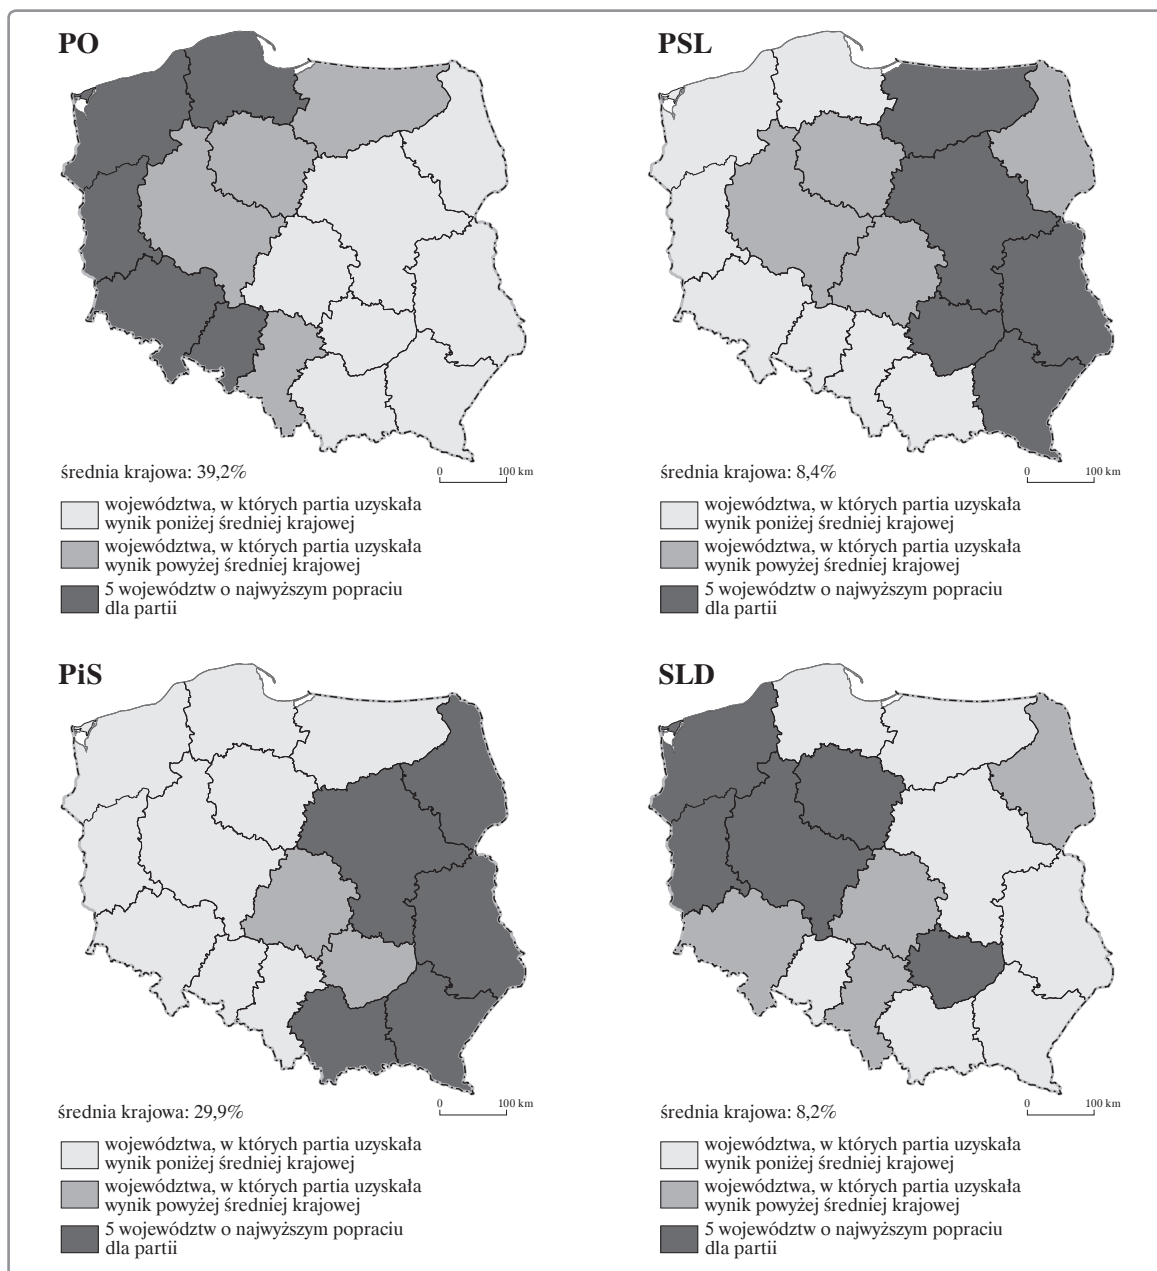 PO
średnia krajowa: 39,2%
0 100 km
województwa, w których partia uzyskała
wynik poniżej średniej krajowej
województwa, w których partia uzyskała
wynik powyżej średniej krajowej
5 województw o najwyższym popraciu
dla partii
PSL
średnia krajowa: 8,4%
0 100 km
województwa, w których partia uzyskała
wynik poniżej średniej krajowej
województwa, w których partia uzyskała
wynik powyżej średniej krajowej
5 województw o najwyższym popraciu
dla partii
PiS
średnia krajowa: 29,9%
0 100 km
województwa, w których partia uzyskała
wynik poniżej średniej krajowej
województwa, w których partia uzyskała
wynik powyżej średniej krajowej
5 województw o najwyższym popraciu
dla partii
SLD
średnia krajowa: 8,2%
0 100 km
województwa, w których partia uzyskała
wynik poniżej średniej krajowej
województwa, w których partia uzyskała
wynik powyżej średniej krajowej
5 województw o najwyższym popraciu
dla partii